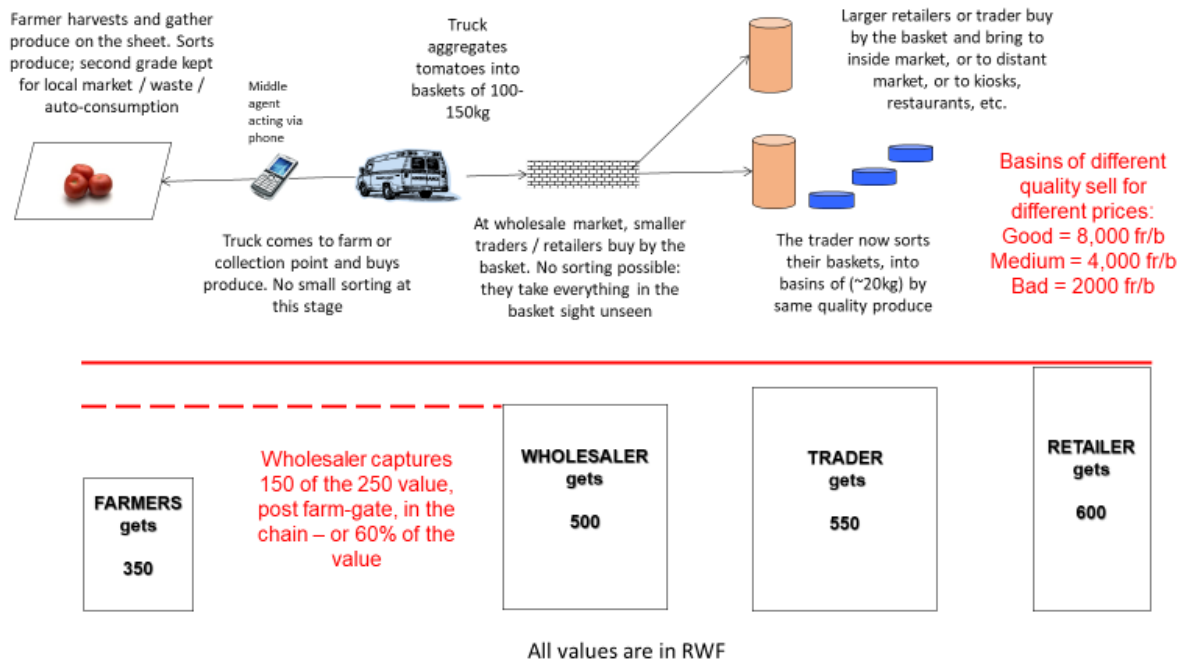 Farmer harvests and gather
produce on the sheet. Sorts
produce; second grade kept
for local market / waste /
auto-consumption
Middle
agent
acting via
phone
Truck
aggregates
tomatoes into
baskets of 100-
150kg
Larger retailers or trader buy
by the basket and bring to
inside market, or to distant
market, or to kiosks,
restaurants, etc.
Truck comes to farm or
collection point and buys
produce. No small sorting at
this stage
At wholesale market, smaller
traders / retailers buy by the
basket. No sorting possible:
they take everything in the
basket sight unseen
The trader now sorts
their baskets, into
basins of (~20kg) by
same quality produce
Basins of different
quality sell for
different prices:
Good = 8,000 fr/b
Medium = 4,000 fr/b
Bad = 2000 fr/b
FARMERS
gets
350
Wholesaler captures
150 of the 250 value,
post farm-gate, in
the chain – or 60% of the
value
WHOLESALER
gets
500
TRADER
gets
550
RETAILER
gets
600
All values are in RWF